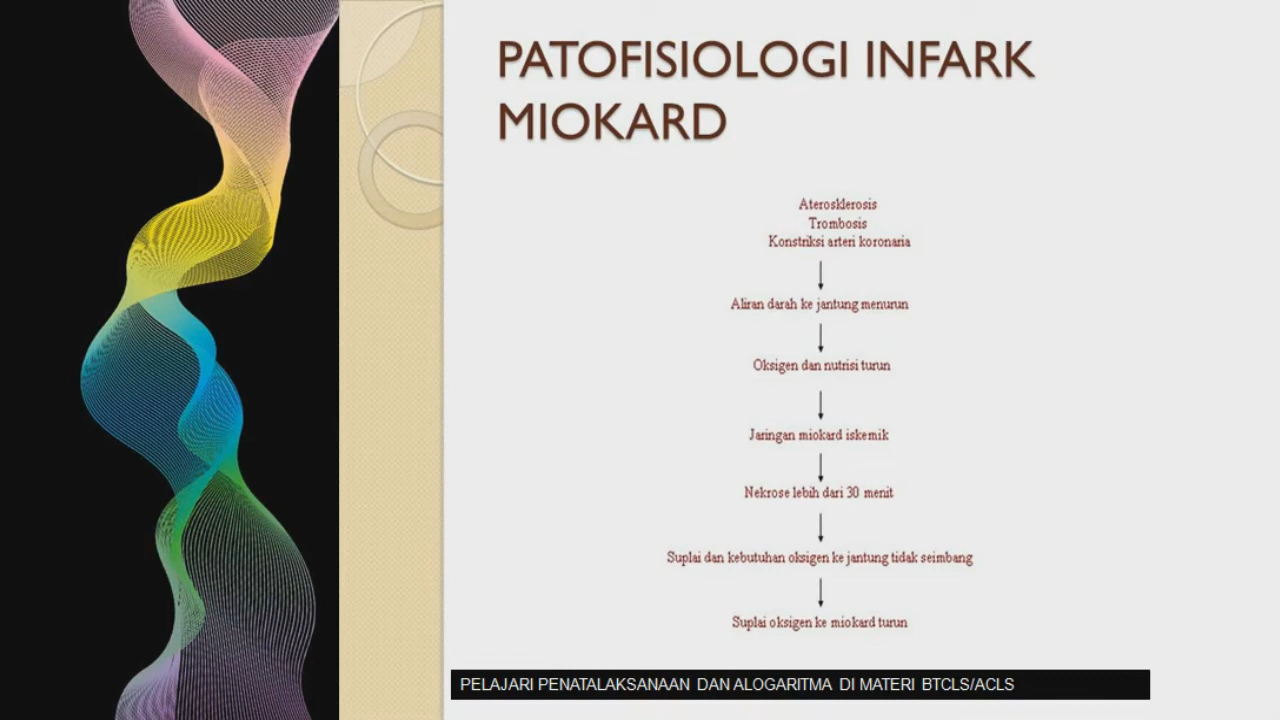 PATOFISIOLOGI INFARK
MIOKARD
Aterosklerosis
Trombosis
Konstriksi arteri koronaria
Aliran darah ke jantung menurun
Oksigen dan nutrisi turun
Jaringan miokard iskemik
Nekrose lebih dari 30 menit
Suplai dan kebutuhan oksigen ke jantung tidak seimbang
Suplai oksigen ke miokard turun
PELAJARI PENATALAKSANAAN DAN ALOGARITMA DI MATERI BTCLS/ACLS